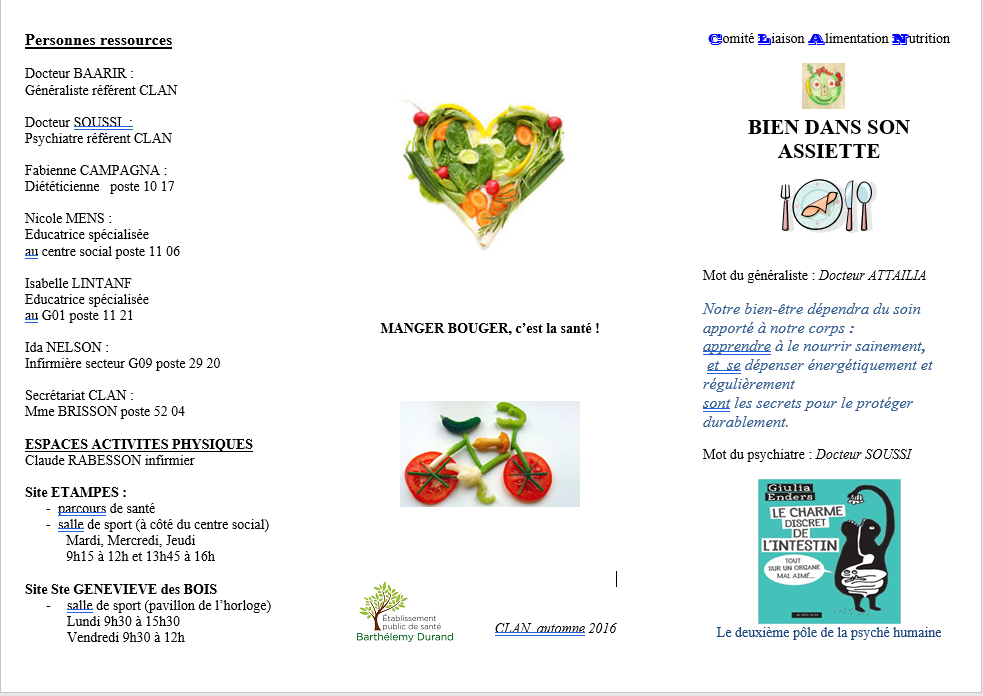 Personnes ressources
Docteur BAARIR :
Généraliste référent CLAN
Docteur SOUSSI :
Psychiatre référent CLAN
Fabienne CAMPAGNA :
Diététicienne poste 10 17
Nicole MENS :
Educatrice spécialisée
au centre social poste 11 06
Isabelle LINTANF
Educatrice spécialisée
au G01 poste 11 21
Ida NELSON :
Infirmière secteur G09 poste 29 20
Secrétariat CLAN :
Mme BRISSON poste 52 04
ESPACES ACTIVITES PHYSIQUES
Claude RABESSON infirmier
Site ETAMPES :
- parcours de santé
- salle de sport (à côté du centre social)
Mardi, Mercredi, Jeudi
9h15 à 12h et 13h45 à 16h
Site Ste GENEVIEVE des BOIS
- salle de sport (pavillon de l'horloge)
Lundi 9h30 à 15h30
Vendredi 9h30 à 12h
MANGER BOUGER, c'est la santé !
Établissement
public de santé
Barthélemy Durand
CLAN automne 2016
Comité Liaison Alimentation Nutrition
BIEN DANS SON
ASSIETTE
Mot du généraliste : Docteur ATTAILIA
Notre bien-être dépendra du soin
apporté à notre corps :
apprendre à le nourrir sainement,
et se dépenser énergétiquement et
régulièrement
sont les secrets pour le protéger
durablement.
Mot du psychiatre : Docteur SOUSSI
Giulia
Enders
LE CHARME
DISCRET
DE
L'INTESTIN
TOUT
SUR UN ORGANE
MAL AIMÉ...
Le deuxième pôle de la psyché humaine